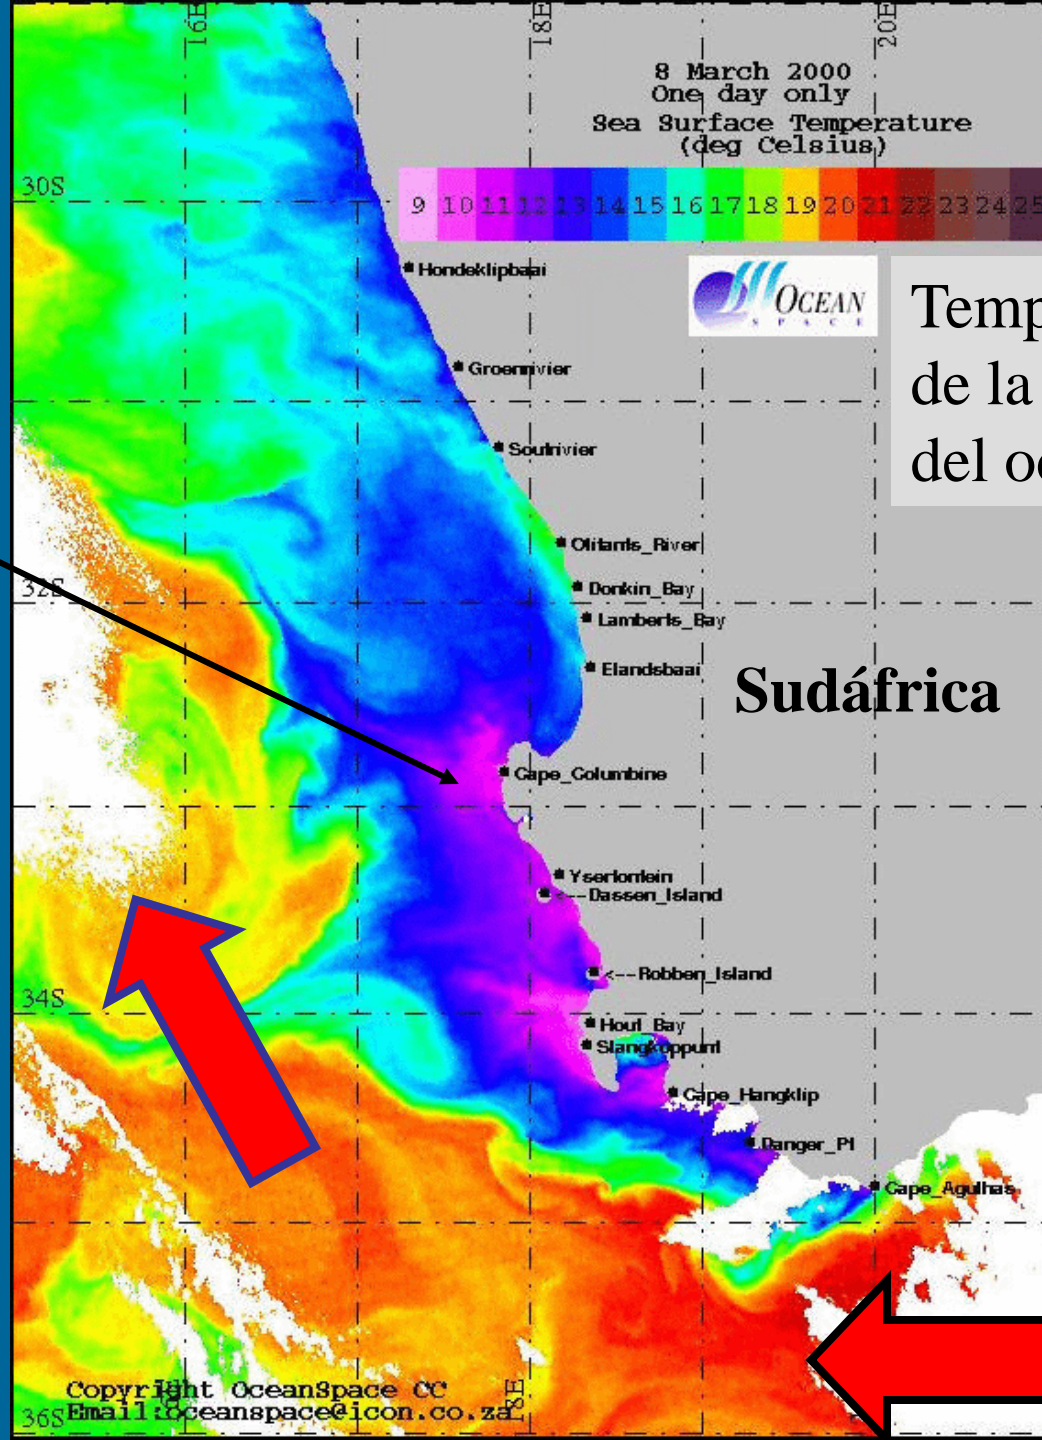 16E
18E
20E
8 March 2000
One day only
Sea Surface Temperature
(deg Celsius)
30S
9 10 11 12 13 14 15 16 17 18 19 20 21 22 23 24 25
Hondeklipbaai
OCEAN
SPACE
Temp
de la
del o
Groenrivier
Soutrivier
Olifants_River
32S
Donkin_Bay
Lamberts_Bay
Elandsbaai
Sudáfrica
Cape_Columbine
Yserfontein
<--Dassen_Island
<--Robben_Island
34S
Hout_Bay
Slangkoppunt
Cape_Hangklip
Danger_Pt
Cape_Agulhas
Copyright OceanSpace CC
Email:oceanspace@icon.co.za
18E
36S